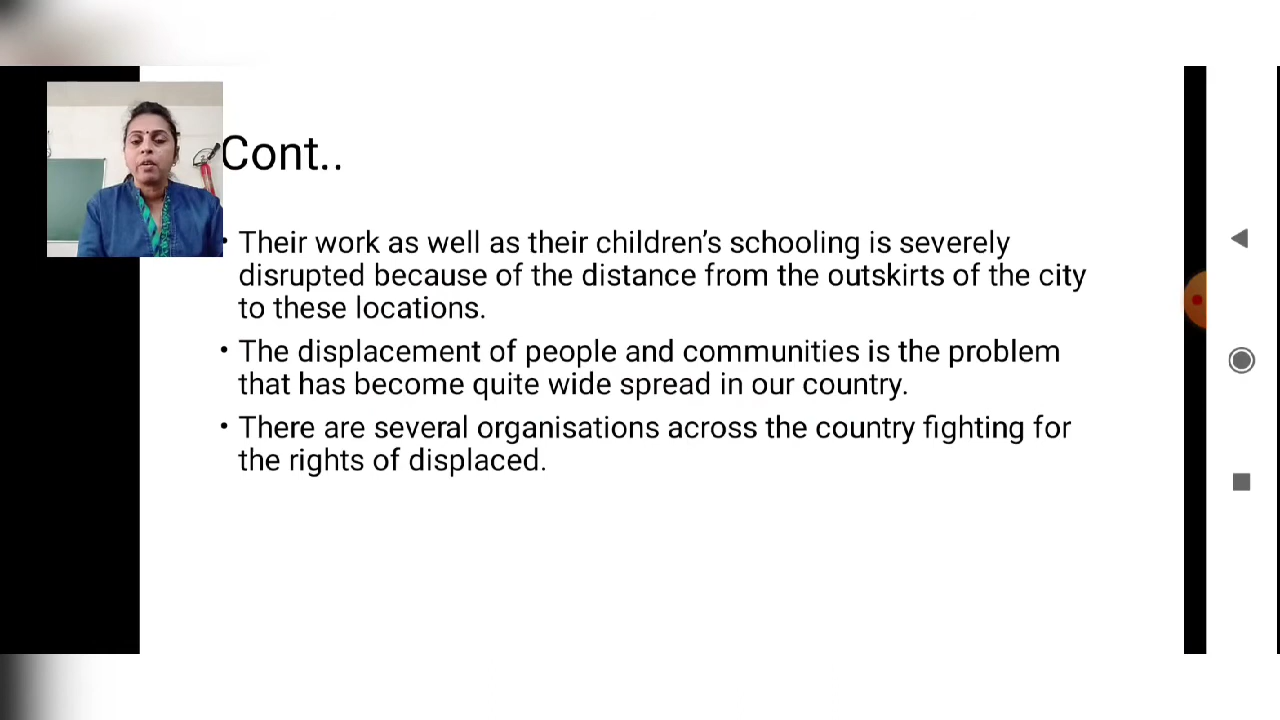 Cont..
• Their work as well as their children’s schooling is severely
disrupted because of the distance from the outskirts of the city
to these locations.
• The displacement of people and communities is the problem
that has become quite wide spread in our country.
• There are several organisations across the country fighting for
the rights of displaced.